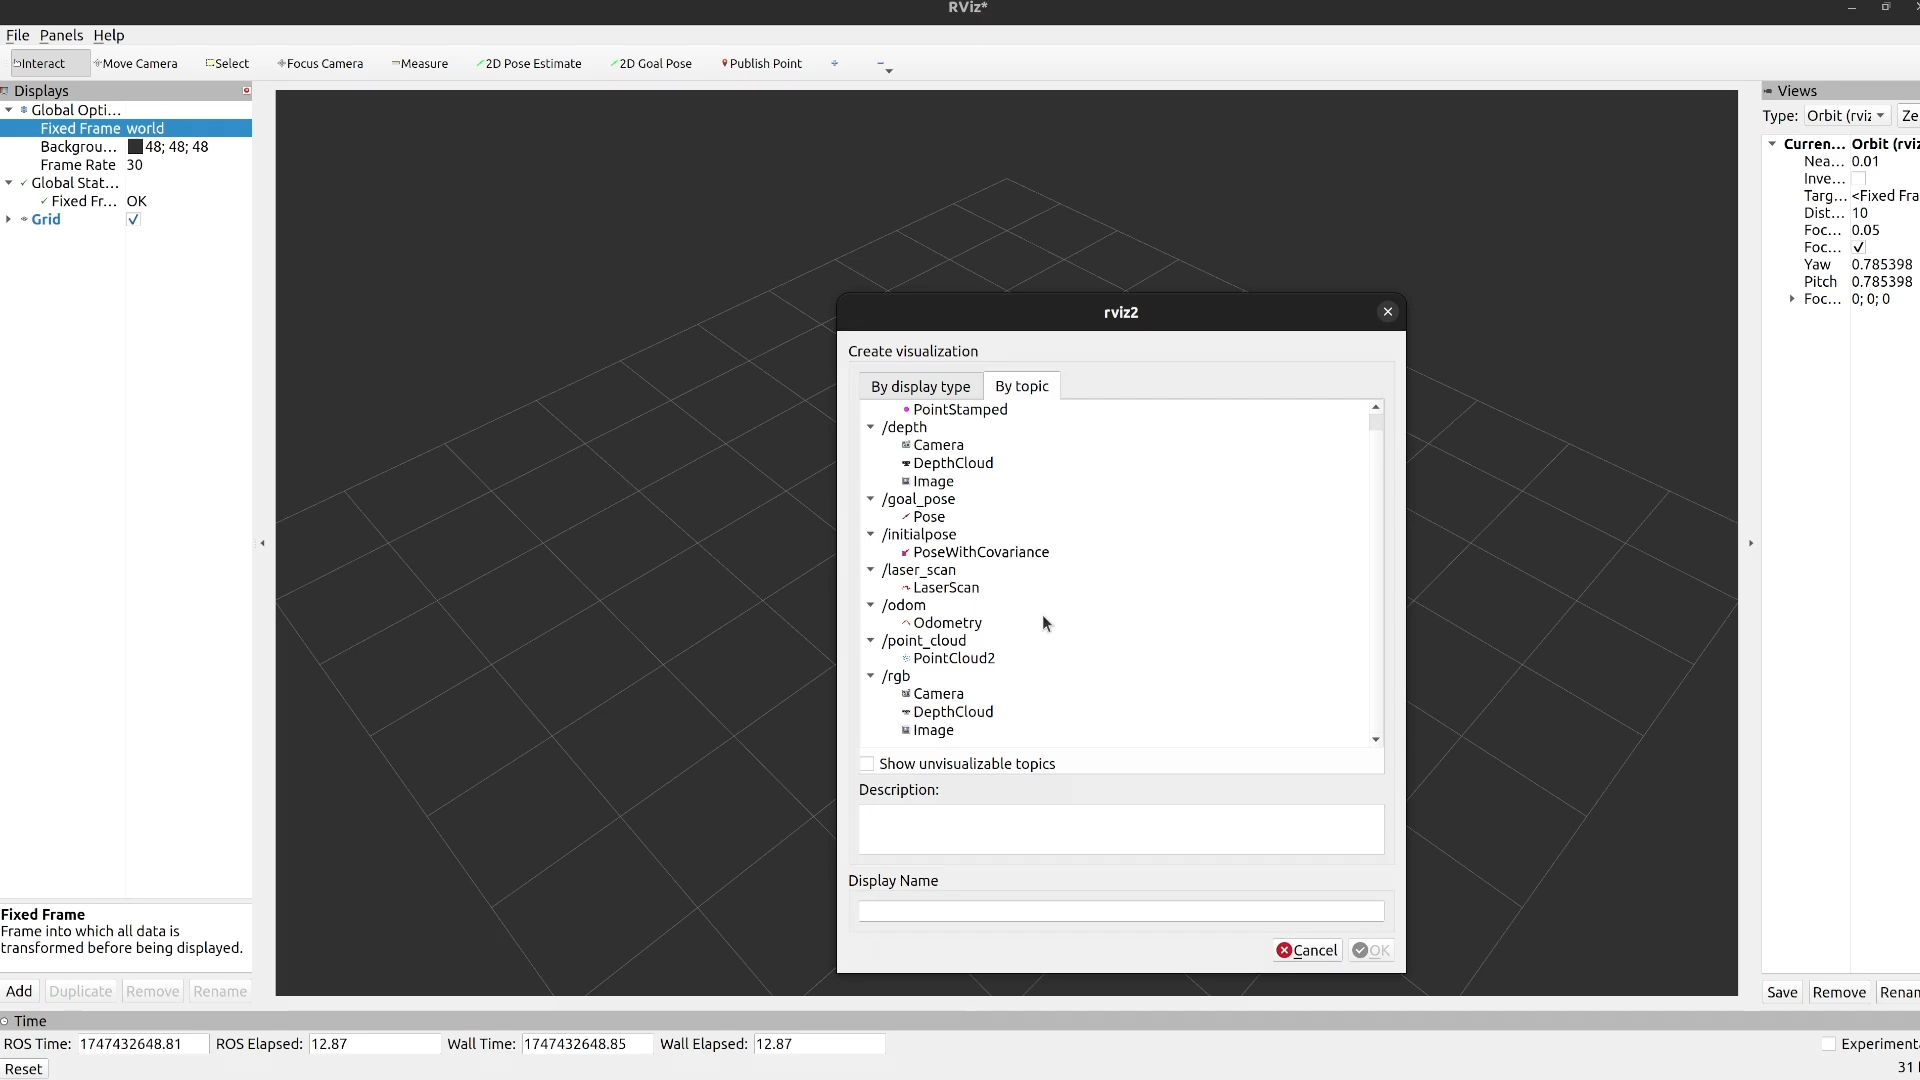 RViz*
File Panels Help
Interact Move Camera Select Focus Camera Measure 2D Pose Estimate 2D Goal Pose Publish Point
Displays
Global Opti...
Fixed Frame world
Backgrou... 48; 48; 48
Frame Rate 30
Global Stat...
Fixed Fr... OK
Grid
Fixed Frame
Frame into which all data is
transformed before being displayed.
Add Duplicate Remove Rename
rviz2
Create visualization
By display type By topic
PointStamped
/depth
Camera
DepthCloud
Image
/goal_pose
Pose
/initialpose
PoseWithCovariance
/laser_scan
LaserScan
/odom
Odometry
/point_cloud
PointCloud2
/rgb
Camera
DepthCloud
Image
Show unvisualizable topics
Description:
Display Name
Cancel OK
Views
Type: Orbit (rviz Ze
Curren... Orbit (rviz
Nea... 0.01
Inve...
Targ... <Fixed Fra
Dist... 10
Foc... 0.05
Foc...
Yaw 0.785398
Pitch 0.785398
Foc... 0; 0; 0
Save Remove Renan
Time
ROS Time: 1747432648.81 ROS Elapsed: 12.87 Wall Time: 1747432648.85 Wall Elapsed: 12.87 Experimenta
Reset 31